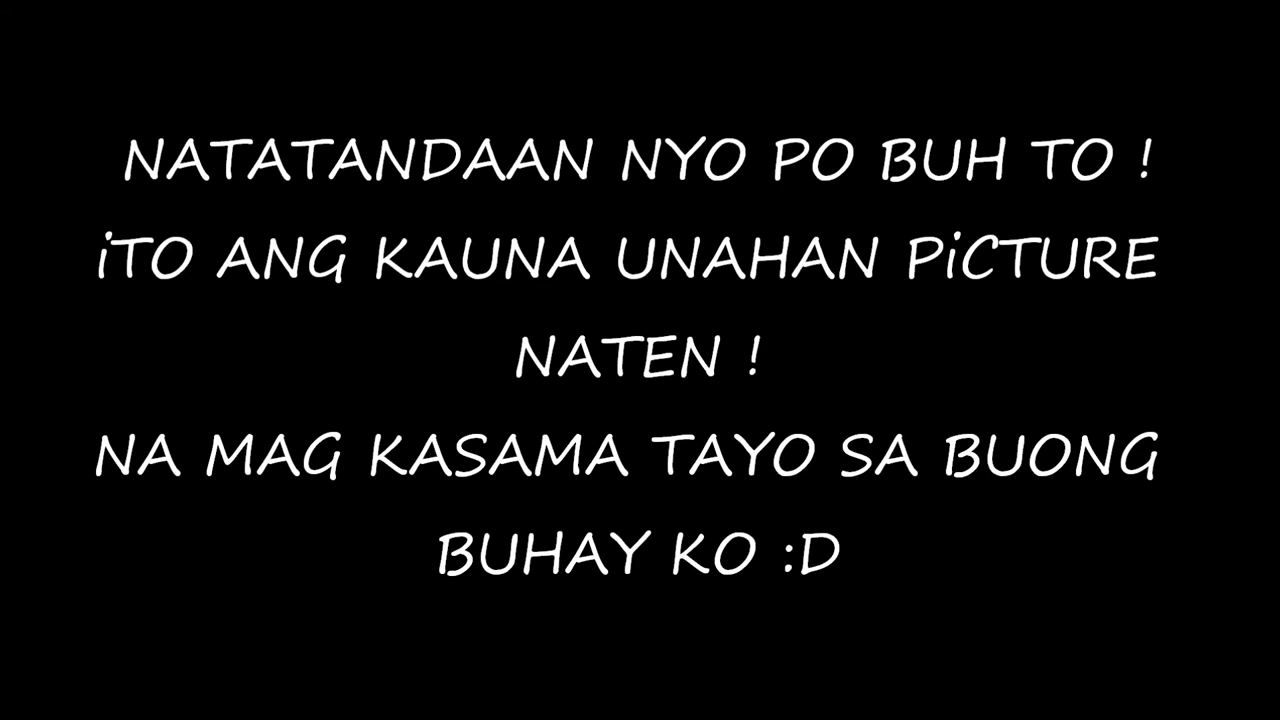 NATATANDAAN NYO PO BUH TO !
iTO ANG KAUNA UNAHAN PiCTURE
NATEN !
NA MAG KASAMA TAYO SA BUONG
BUHAY KO :D